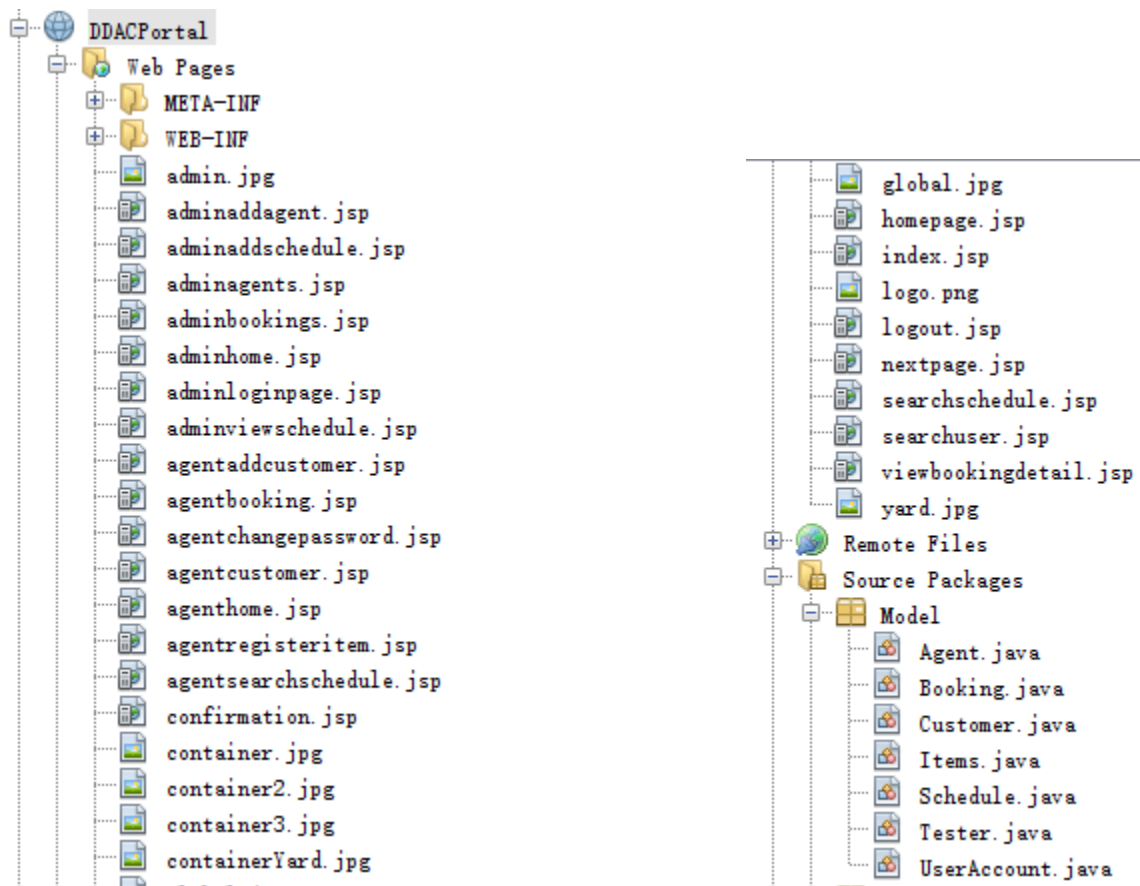 DDACPortal
Web Pages
META-INF
WEB-INF
admin.jpg
adminaddagent.jsp
adminaddschedule.jsp
adminagents.jsp
adminbookings.jsp
adminhome.jsp
adminloginpage.jsp
adminviewschedule.jsp
agentaddcustomer.jsp
agentbooking.jsp
agentchangepassword.jsp
agentcustomer.jsp
agenthome.jsp
agentregisteritem.jsp
agentsearchschedule.jsp
confirmation.jsp
container.jpg
container2.jpg
container3.jpg
containerYard.jpg
global.jpg
homepage.jsp
index.jsp
logo.png
logout.jsp
nextpage.jsp
searchschedule.jsp
searchuser.jsp
viewbookingdetail.jsp
yard.jpg
Remote Files
Source Packages
Model
Agent.java
Booking.java
Customer.java
Items.java
Schedule.java
Tester.java
UserAccount.java